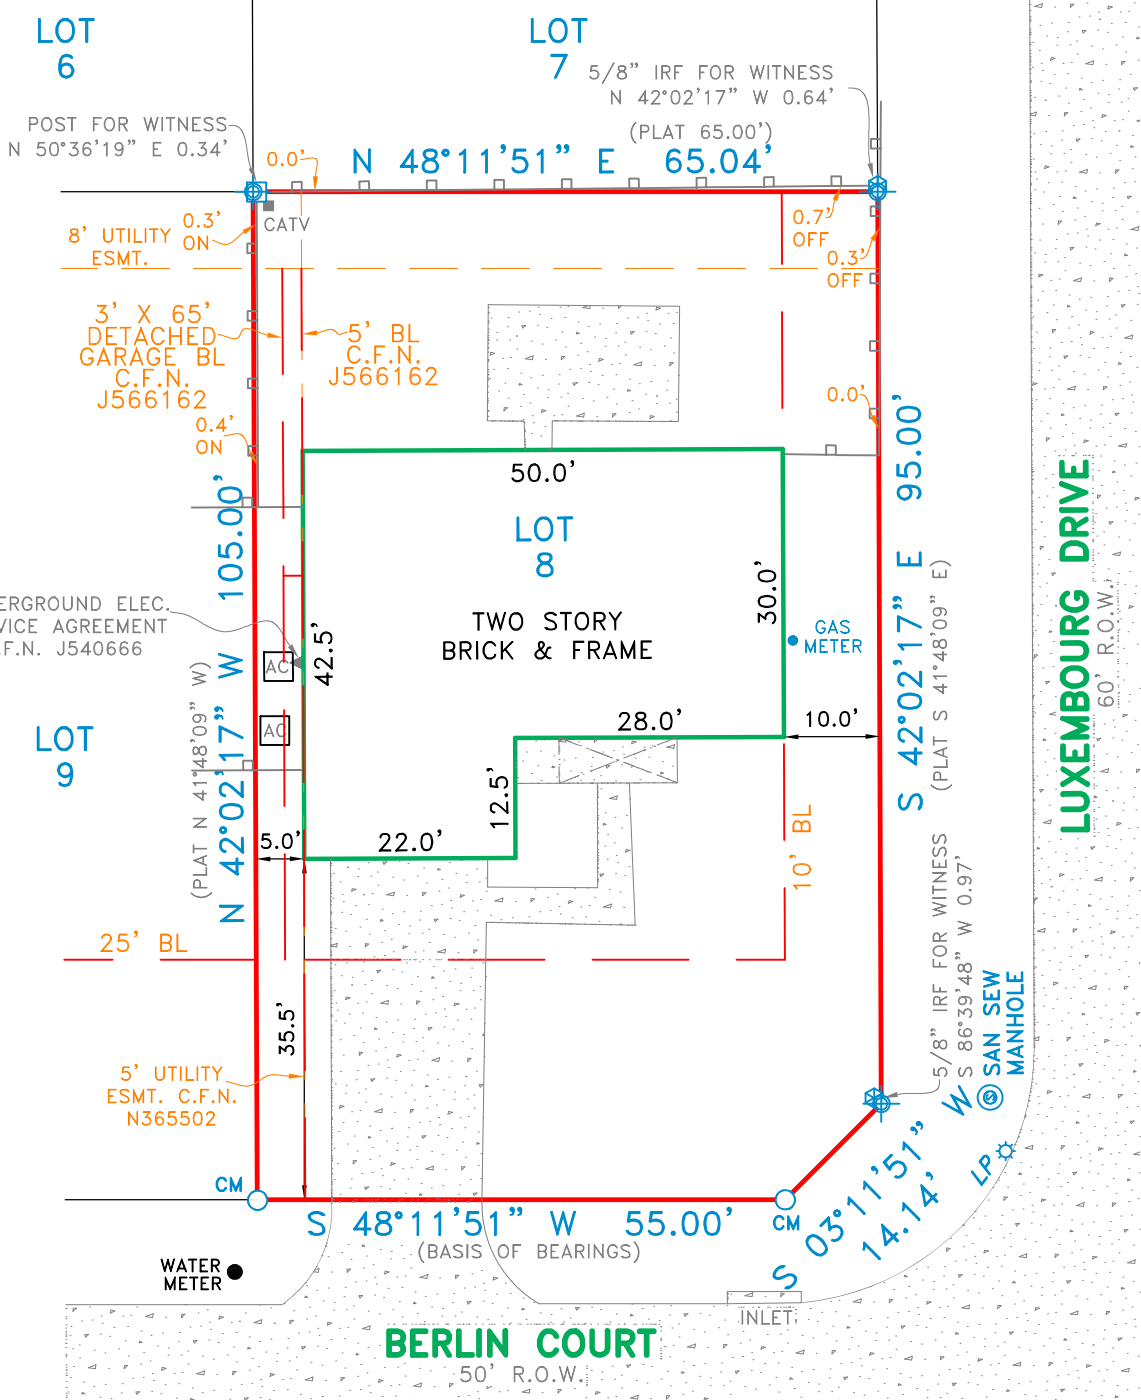 LOT
6
LOT
7
5/8" IRF FOR WITNESS
N 42°02'17" W 0.64'
POST FOR WITNESS
N 50°36'19" E 0.34'
(PLAT 65.00')
N 48°11'51" E 65.04'
0.0'
CATV
0.3'
ON
8' UTILITY
ESMT.
0.7'
OFF
0.3'
OFF
3' X 65'
DETACHED
GARAGE BL
C.F.N.
J566162
5' BL
C.F.N.
J566162
0.4'
ON
0.0'
50.0'
LOT
8
TWO STORY
BRICK & FRAME
30.0'
42.5'
GAS
METER
N 42°02'17" W 105.00'
(PLAT N 41°48'09" W)
S 42°02'17" E 95.00'
(PLAT S 41°48'09" E)
LUXEMBOURG DRIVE
60' R.O.W.
ERGROUND ELEC.
VICE AGREEMENT
.F.N. J540666
AC
AC
LOT
9
28.0'
10.0'
12.5'
22.0'
5.0'
10' BL
25' BL
35.5'
5' UTILITY
ESMT. C.F.N.
N365502
5/8" IRF FOR WITNESS
S 86°39'48" W 0.97'
SAN SEW
MANHOLE
S
LP
CM
CM
S 03°11'51" W
14.14'
S 48°11'51" W 55.00'
(BASIS OF BEARINGS)
WATER
METER
INLET
BERLIN COURT
50' R.O.W.